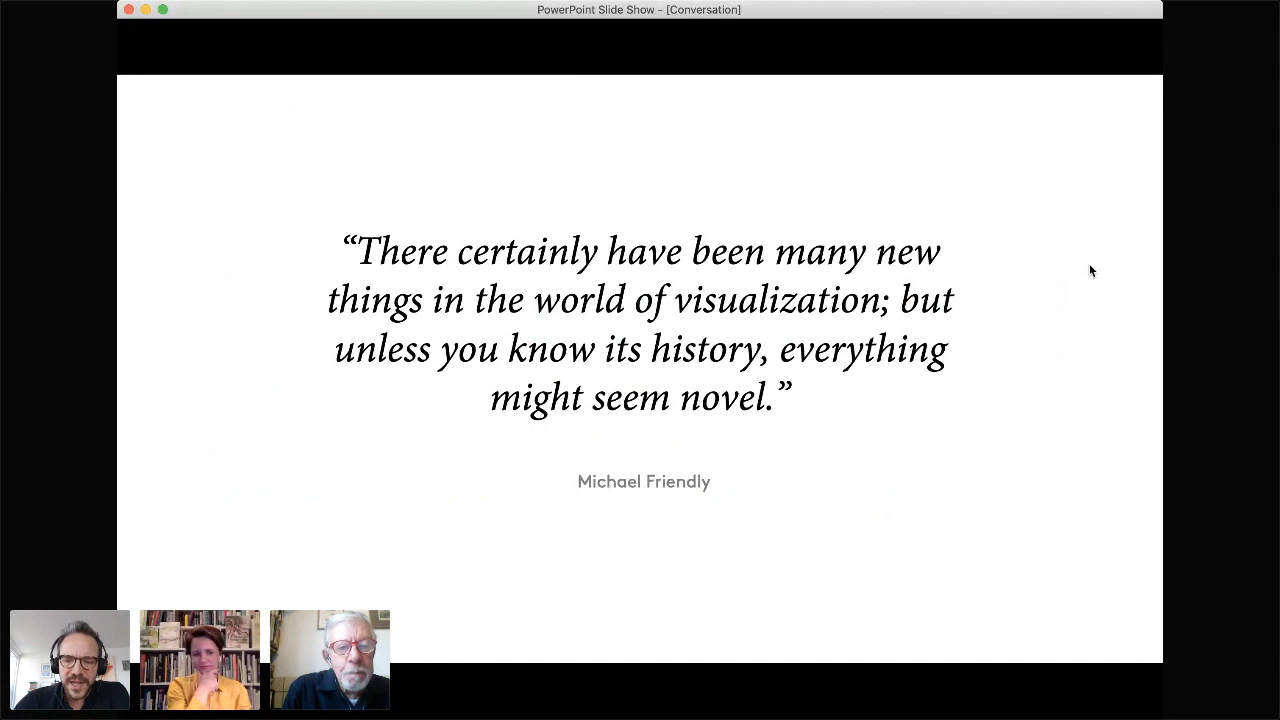 PowerPoint Slide Show - [Conversation]
“There certainly have been many new
things in the world of visualization; but
unless you know its history, everything
might seem novel.”
Michael Friendly